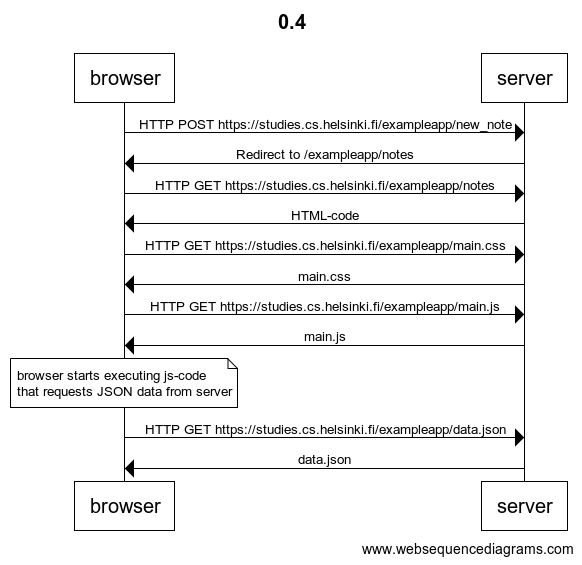 0.4
browser
server
HTTP POST https://studies.cs.helsinki.fi/exampleapp/new_note
Redirect to /exampleapp/notes
HTTP GET https://studies.cs.helsinki.fi/exampleapp/notes
HTML-code
HTTP GET https://studies.cs.helsinki.fi/exampleapp/main.css
main.css
HTTP GET https://studies.cs.helsinki.fi/exampleapp/main.js
main.js
browser starts executing js-code
that requests JSON data from server
HTTP GET https://studies.cs.helsinki.fi/exampleapp/data.json
data.json
browser
server
www.websequencediagrams.com